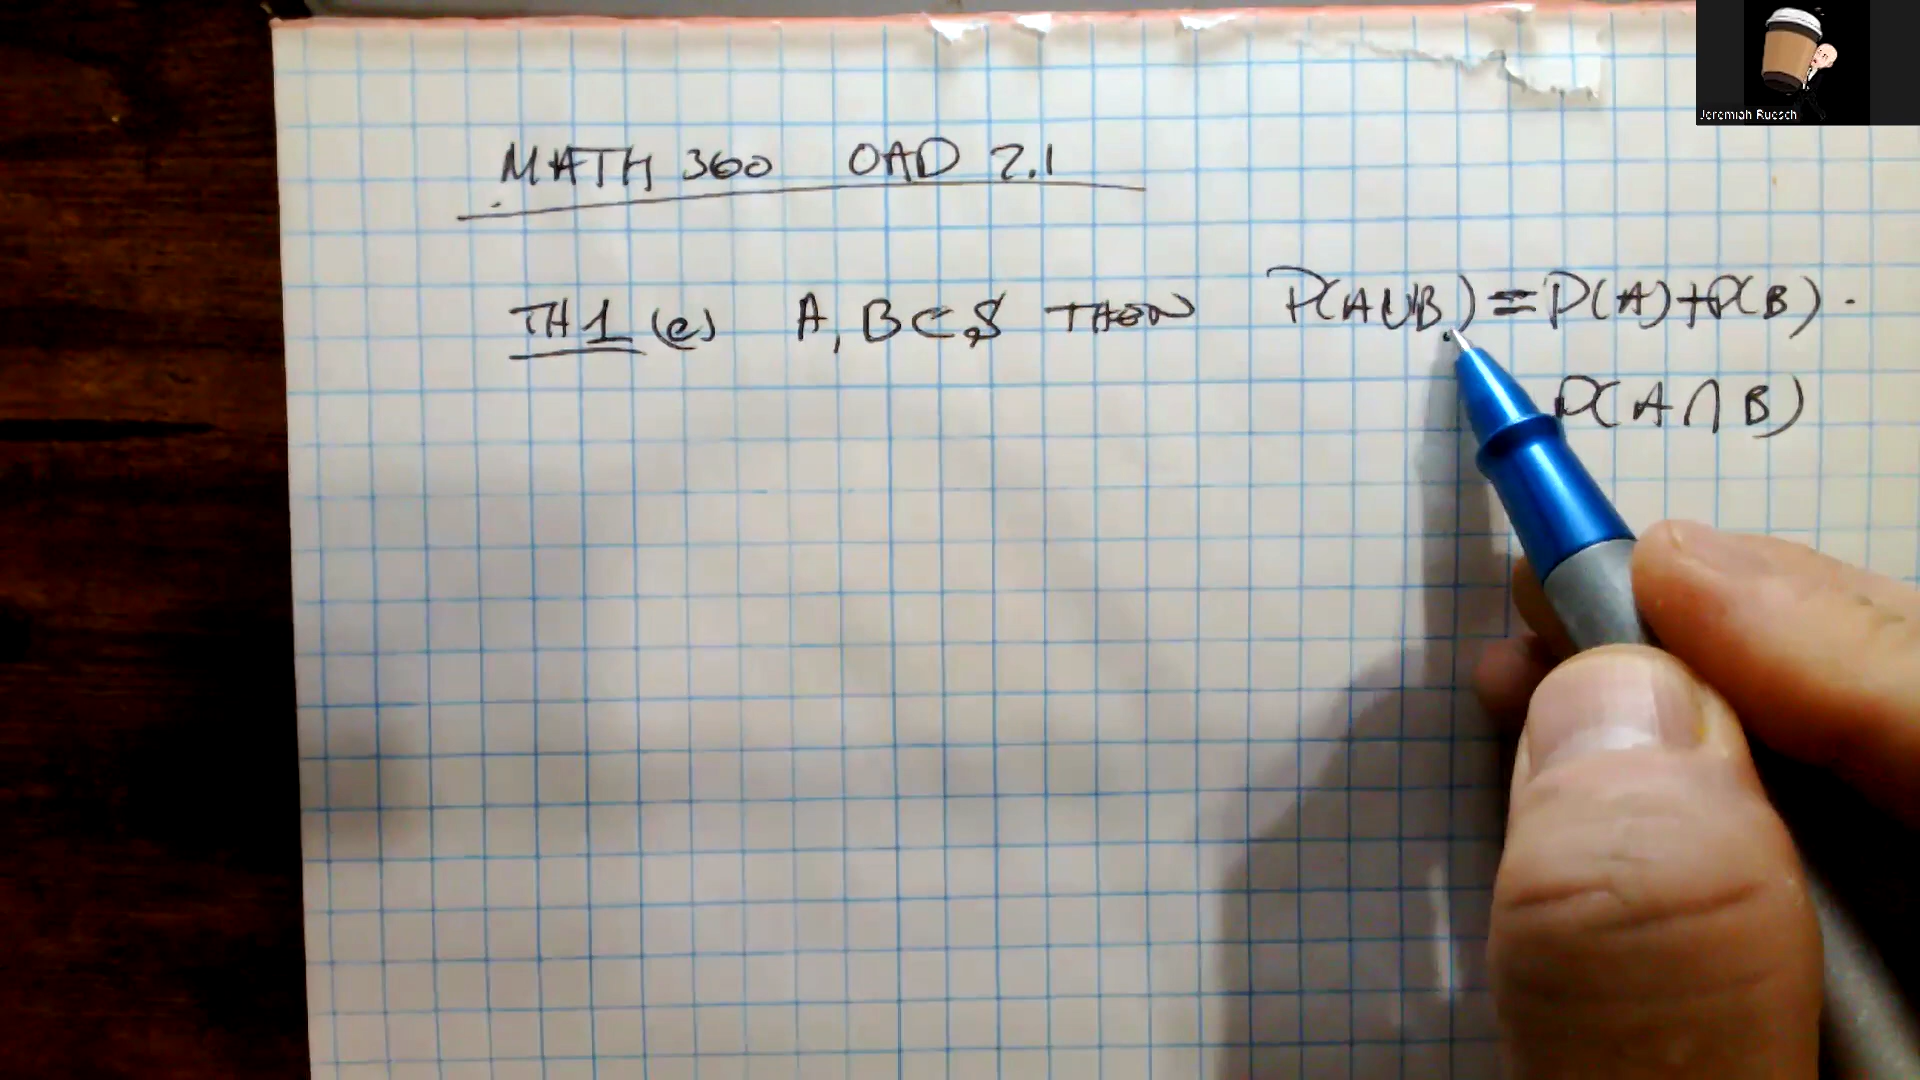 Jeremiah Ruesch
MATH 360 OAD 2.1
TH 1 (e) A, B ⊂ S THEN P(A∪B) = P(A)+P(B) -
P(A∩B)